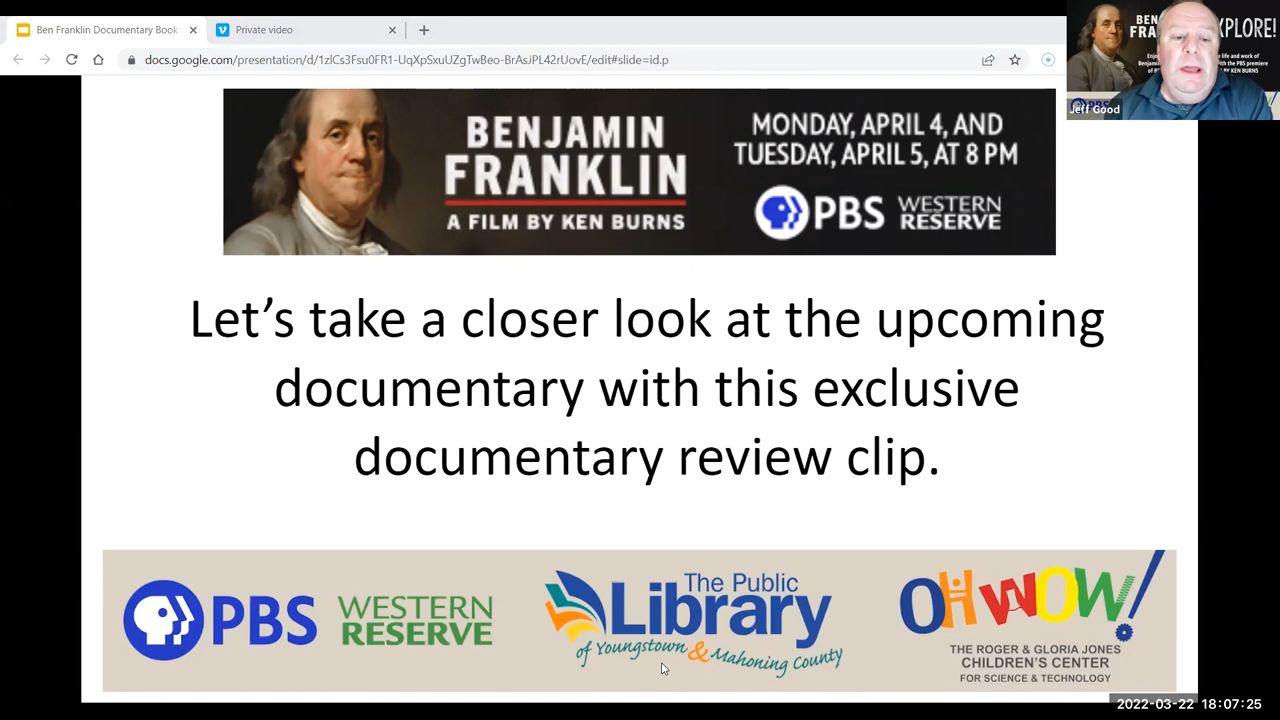 Ben Franklin Documentary Book
Private video
docs.google.com/presentation/d/1zlCs3Fsu0FR1-UqXpSxuUZgTwBeo-BrAnPL42rUovE/edit#slide=id.p
Jeff Good
BENJAMIN
FRANKLIN
A FILM BY KEN BURNS
MONDAY, APRIL 4, AND
TUESDAY, APRIL 5, AT 8 PM
PBS WESTERN
RESERVE
Let's take a closer look at the upcoming
documentary with this exclusive
documentary review clip.
PBS WESTERN
RESERVE
The Public
Library
of Youngstown & Mahoning County
OH WOW!
THE ROGER & GLORIA JONES
CHILDREN'S CENTER
FOR SCIENCE & TECHNOLOGY
2022-03-22 18:07:25